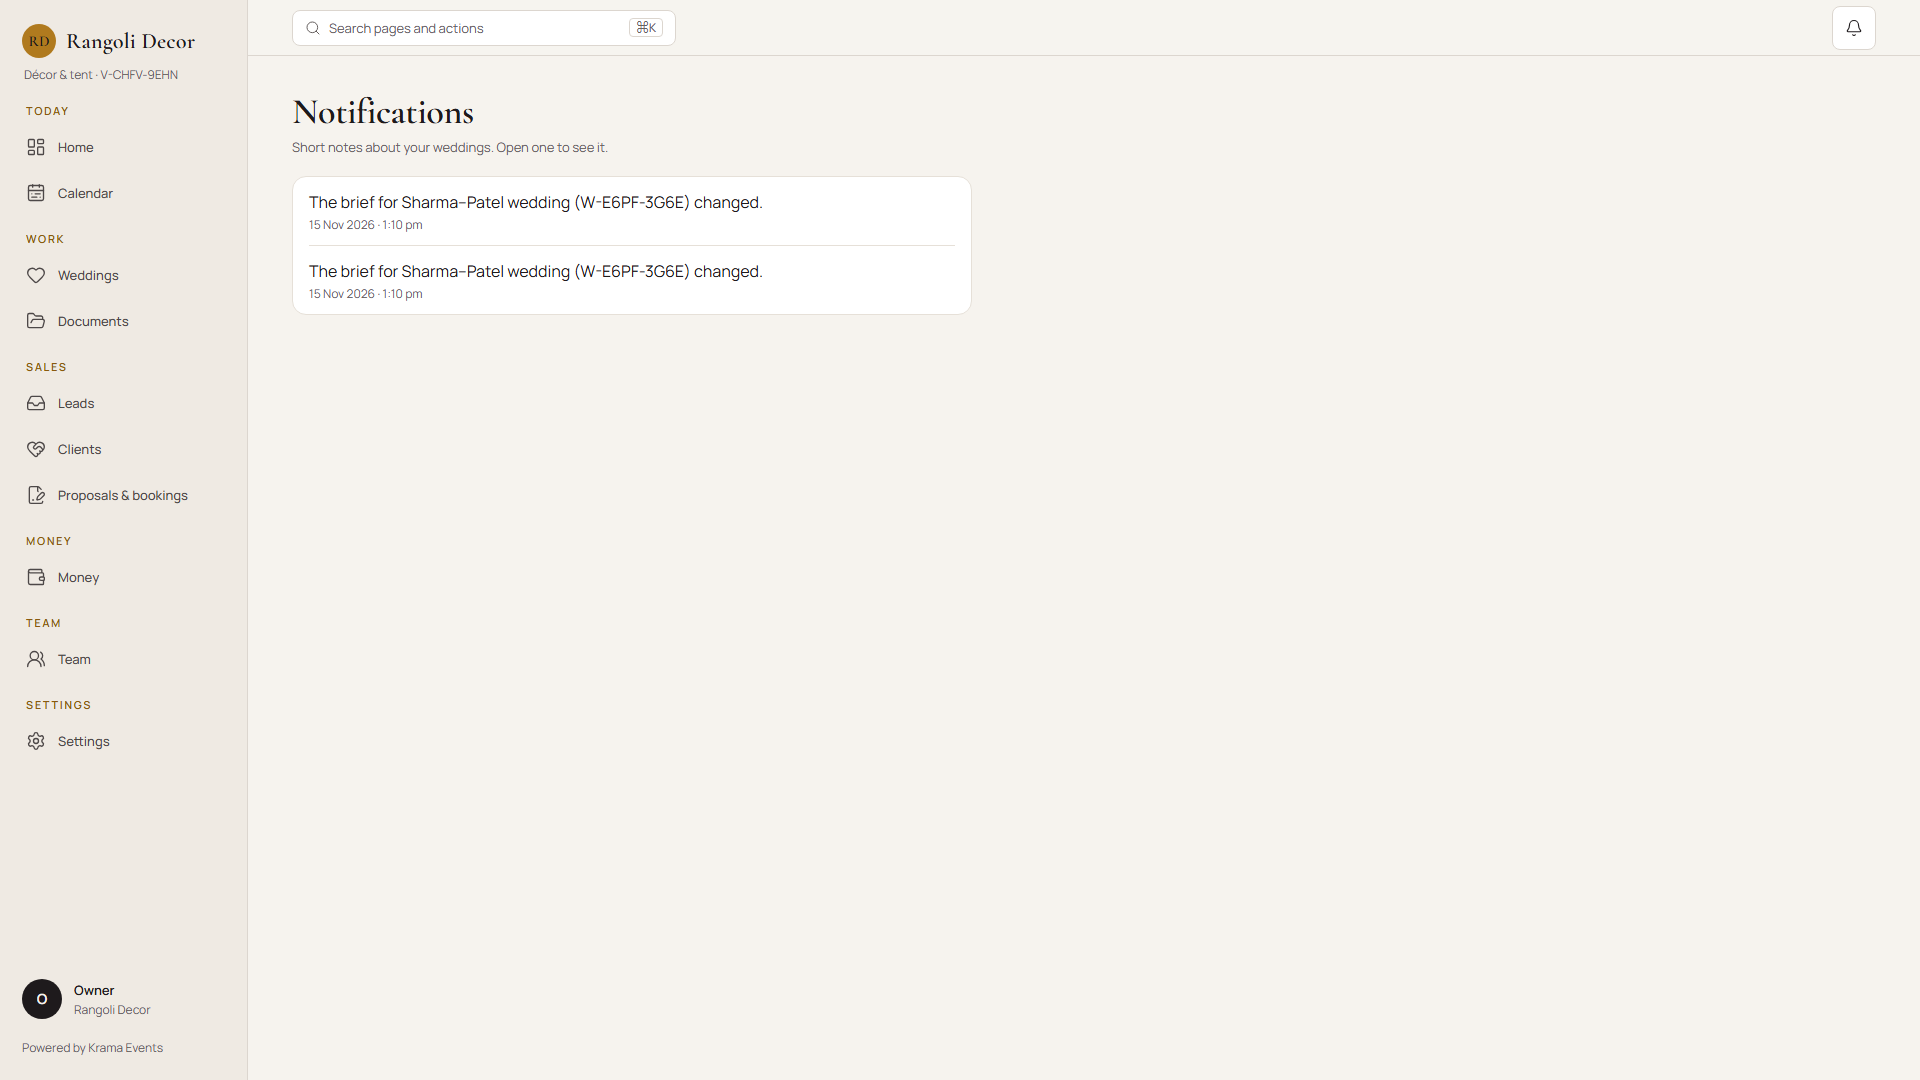 RD Rangoli Decor
Décor & tent · V-CHFV-9EHN
TODAY
Home
Calendar
WORK
Weddings
Documents
SALES
Leads
Clients
Proposals & bookings
MONEY
Money
TEAM
Team
SETTINGS
Settings
O
Owner
Rangoli Decor
Powered by Krama Events
Search pages and actions ⌘K
Notifications
Short notes about your weddings. Open one to see it.
The brief for Sharma–Patel wedding (W-E6PF-3G6E) changed.
15 Nov 2026 · 1:10 pm
The brief for Sharma–Patel wedding (W-E6PF-3G6E) changed.
15 Nov 2026 · 1:10 pm